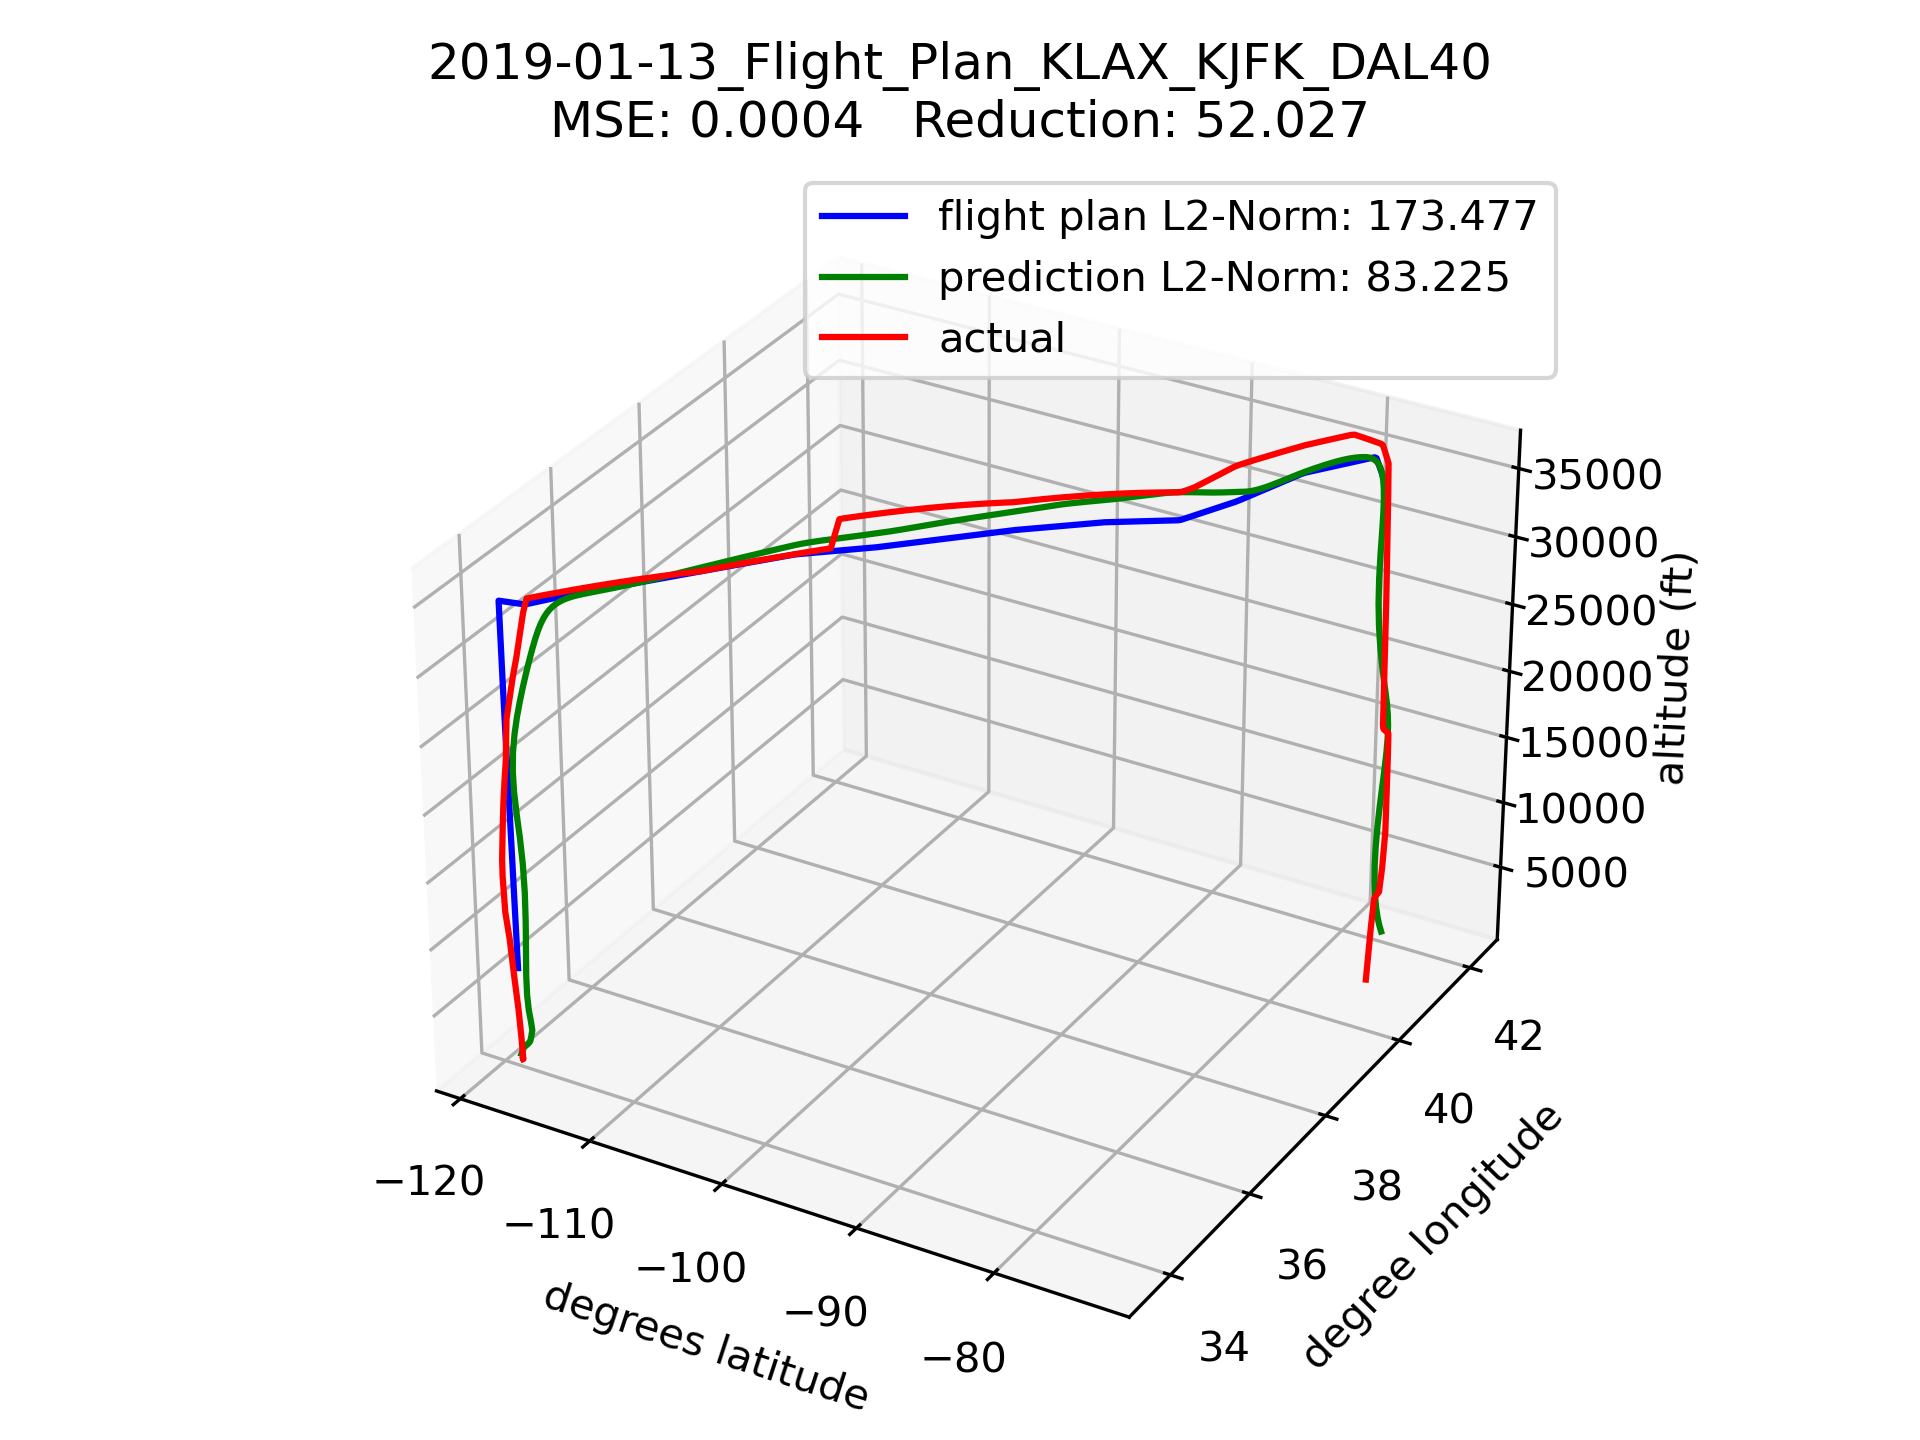 2019-01-13_Flight_Plan_KLAX_KJFK_DAL40
MSE: 0.0004   Reduction: 52.027
flight plan L2-Norm: 173.477
prediction L2-Norm: 83.225
actual
35000
30000
25000
20000
15000
10000
5000
altitude (ft)
42
40
38
36
34
degree longitude
−120
−110
−100
−90
−80
degrees latitude